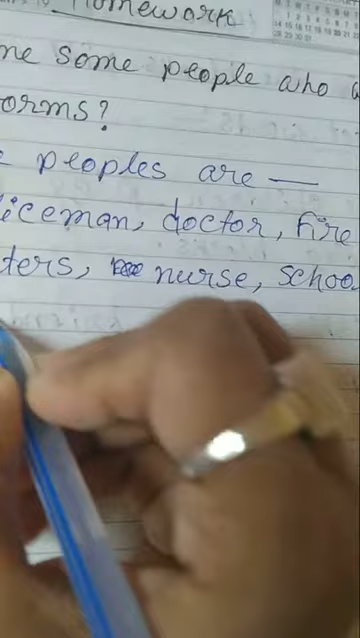 Homework
me some people who a
orms?
peoples are —
iceman, doctor, fire
ters, nurse, schoo